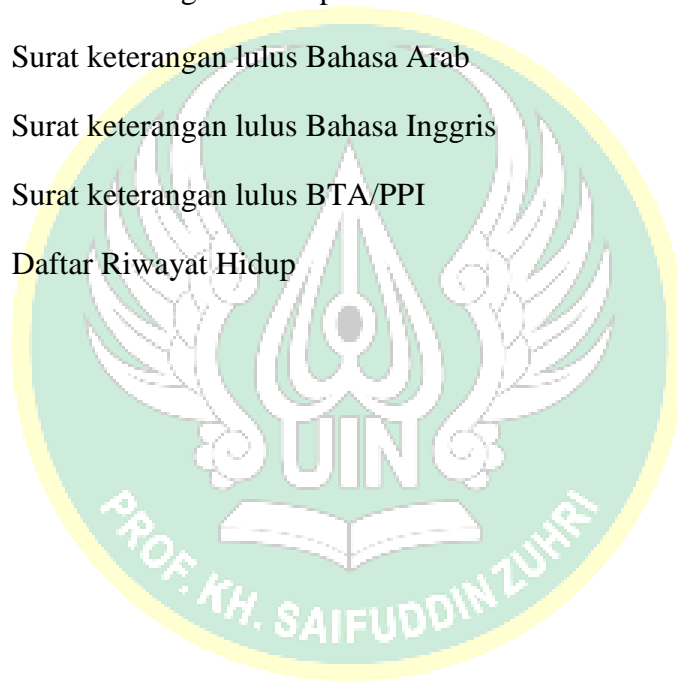 Surat keterangan lulus Bahasa Arab
Surat keterangan lulus Bahasa Inggris
Surat keterangan lulus BTA/PPI
Daftar Riwayat Hidup
UIN
PROF. KH. SAIFUDDIN ZUHRI